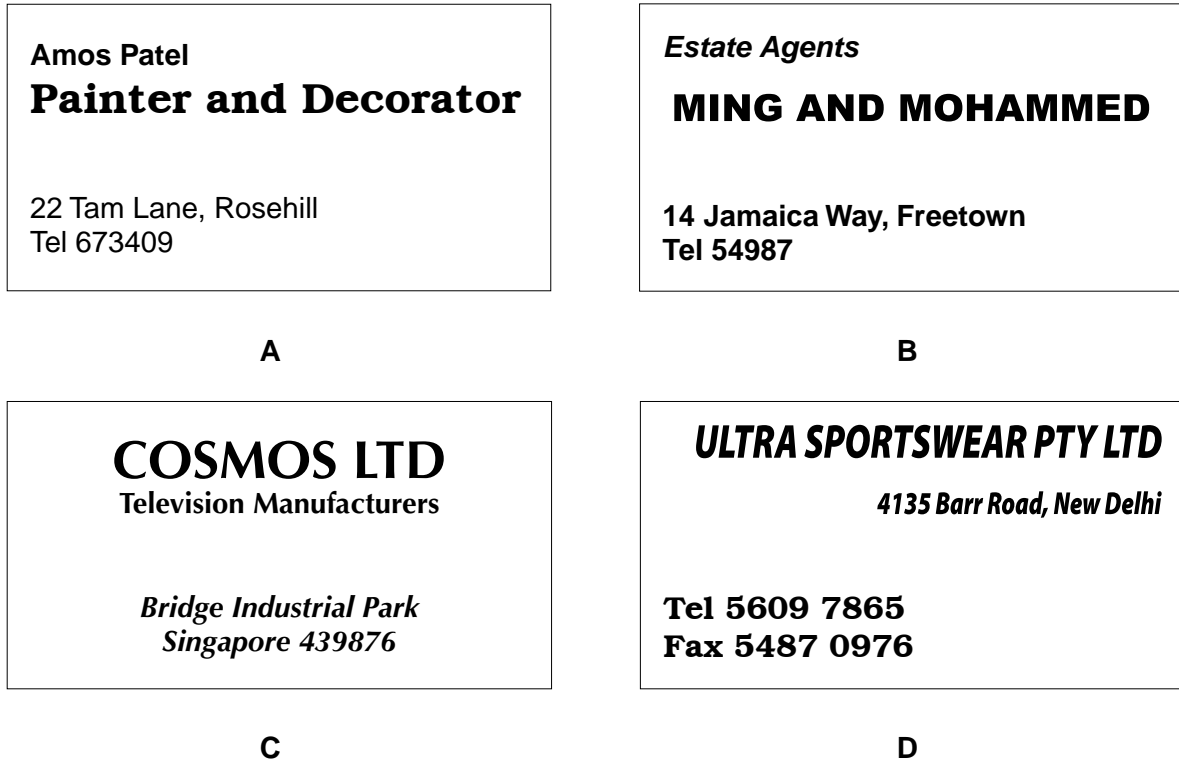 Amos Patel
Painter and Decorator
22 Tam Lane, Rosehill
Tel 673409
A
Estate Agents
MING AND MOHAMMED
14 Jamaica Way, Freetown
Tel 54987
B
COSMOS LTD
Television Manufacturers
Bridge Industrial Park
Singapore 439876
C
ULTRA SPORTSWEAR PTY LTD
4135 Barr Road, New Delhi
Tel 5609 7865
Fax 5487 0976
D